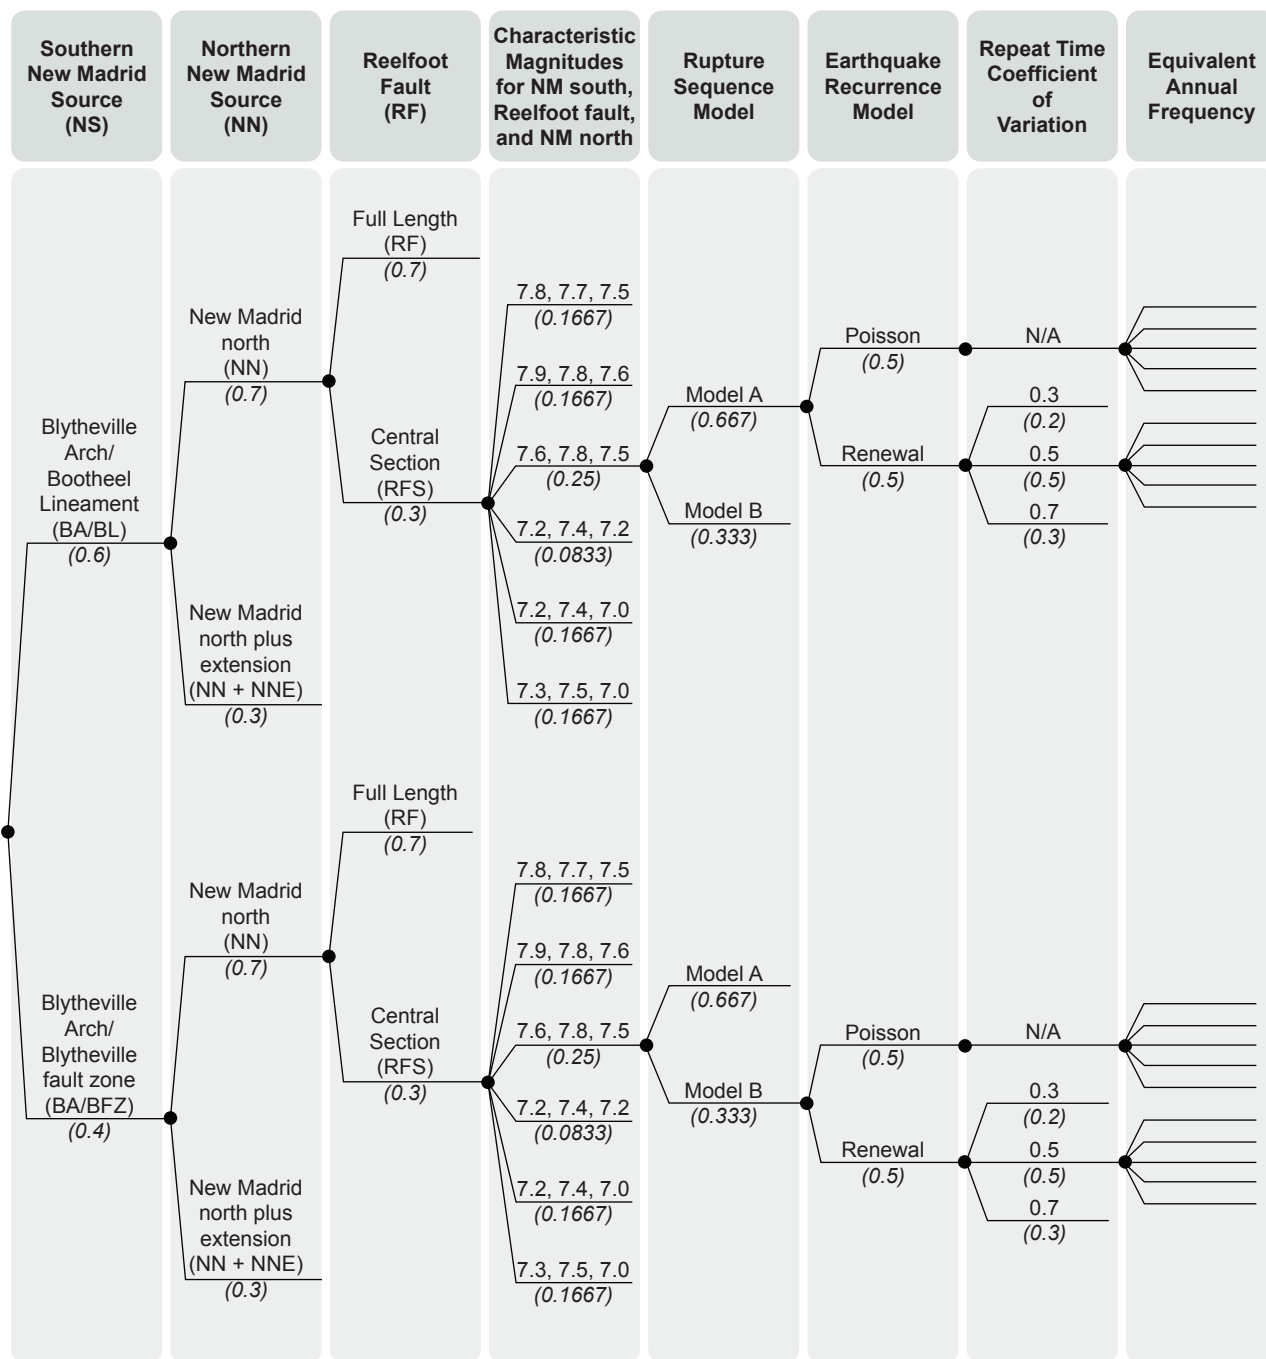 Southern
New Madrid
Source
(NS)
Northern
New Madrid
Source
(NN)
Reelfoot
Fault
(RF)
Characteristic
Magnitudes
for NM south,
Reelfoot fault,
and NM north
Rupture
Sequence
Model
Earthquake
Recurrence
Model
Repeat Time
Coefficient
of
Variation
Equivalent
Annual
Frequency
Blytheville
Arch/
Bootheel
Lineament
(BA/BL)
(0.6)
New Madrid
north
(NN)
(0.7)
New Madrid
north plus
extension
(NN + NNE)
(0.3)
Full Length
(RF)
(0.7)
Central
Section
(RFS)
(0.3)
7.8, 7.7, 7.5
(0.1667)
7.9, 7.8, 7.6
(0.1667)
7.6, 7.8, 7.5
(0.25)
7.2, 7.4, 7.2
(0.0833)
7.2, 7.4, 7.0
(0.1667)
7.3, 7.5, 7.0
(0.1667)
Model A
(0.667)
Model B
(0.333)
Poisson
(0.5)
Renewal
(0.5)
N/A
0.3
(0.2)
0.5
(0.5)
0.7
(0.3)
Blytheville
Arch/
Blytheville
fault zone
(BA/BFZ)
(0.4)
New Madrid
north
(NN)
(0.7)
New Madrid
north plus
extension
(NN + NNE)
(0.3)
Full Length
(RF)
(0.7)
Central
Section
(RFS)
(0.3)
7.8, 7.7, 7.5
(0.1667)
7.9, 7.8, 7.6
(0.1667)
7.6, 7.8, 7.5
(0.25)
7.2, 7.4, 7.2
(0.0833)
7.2, 7.4, 7.0
(0.1667)
7.3, 7.5, 7.0
(0.1667)
Model A
(0.667)
Model B
(0.333)
Poisson
(0.5)
Renewal
(0.5)
N/A
0.3
(0.2)
0.5
(0.5)
0.7
(0.3)